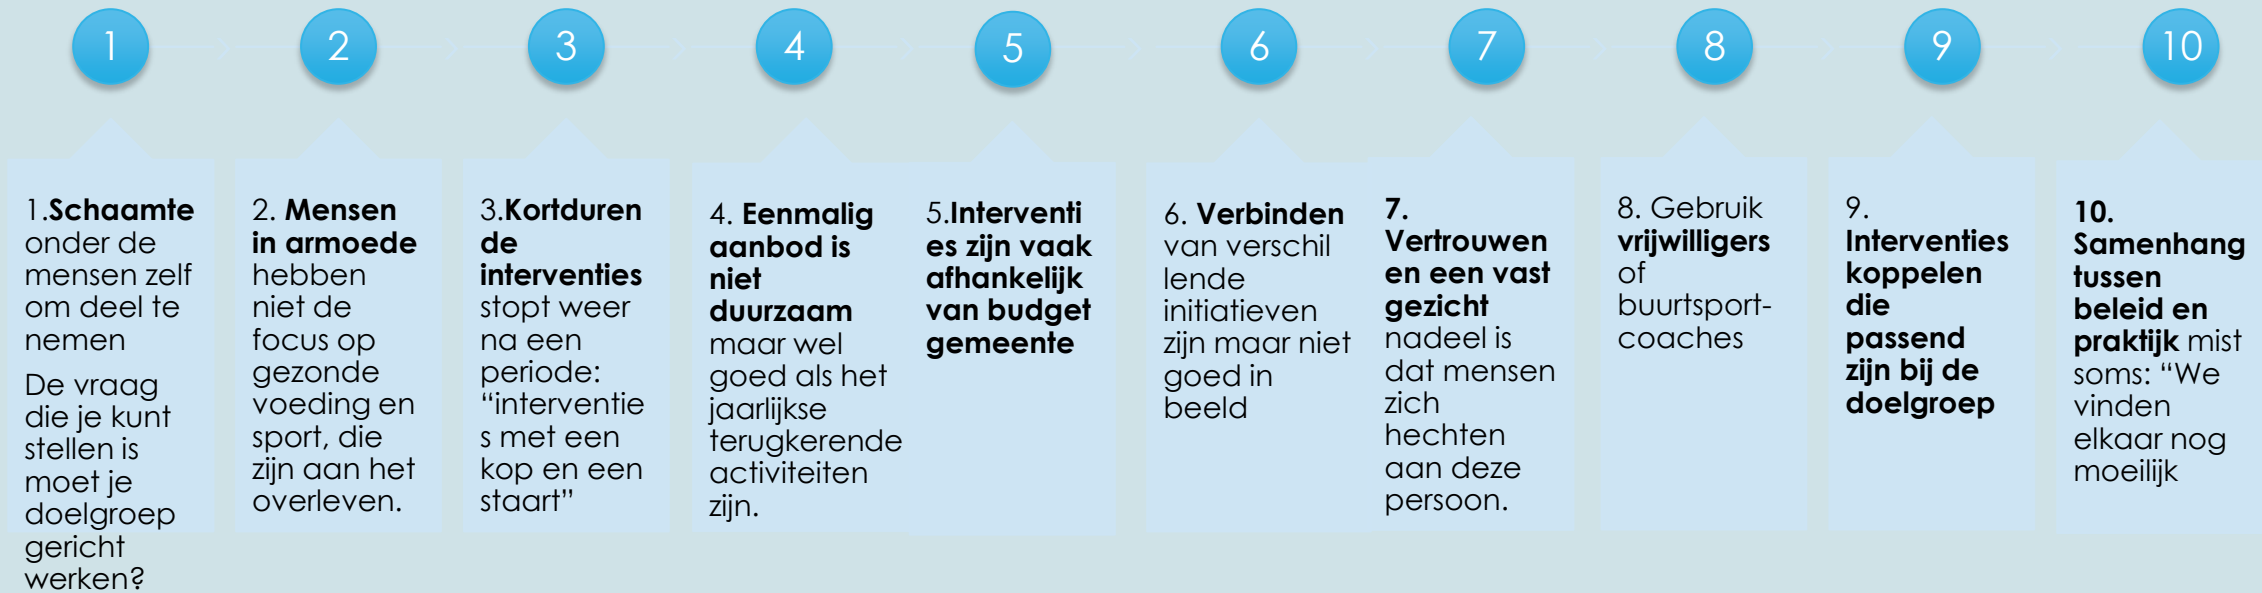 1
2
3
4
5
6
7
8
9
10
1.Schaamte
onder de
mensen zelf
om deel te
nemen
De vraag
die je kunt
stellen is
moet je
doelgroep
gericht
werken?
2. Mensen
in armoede
hebben
niet de
focus op
gezonde
voeding en
sport, die
zijn aan het
overleven.
3.Kortduren
de
interventies
stopt weer
na een
periode:
“interventie
s met een
kop en een
staart”
4. Eenmalig
aanbod is
niet
duurzaam
maar wel
goed als het
jaarlijkse
terugkerende
activiteiten
zijn.
5.Interventi
es zijn vaak
afhankelijk
van budget
gemeente
6. Verbinden
van verschil
lende
initiatieven
zijn maar niet
goed in
beeld
7.
Vertrouwen
en een vast
gezicht
nadeel is
dat mensen
zich
hechten
aan deze
persoon.
8. Gebruik
vrijwilligers
of
buurtsport-
coaches
9.
Interventies
koppelen
die
passend
zijn bij de
doelgroep
10.
Samenhang
tussen
beleid en
praktijk mist
soms: “We
vinden
elkaar nog
moeilijk